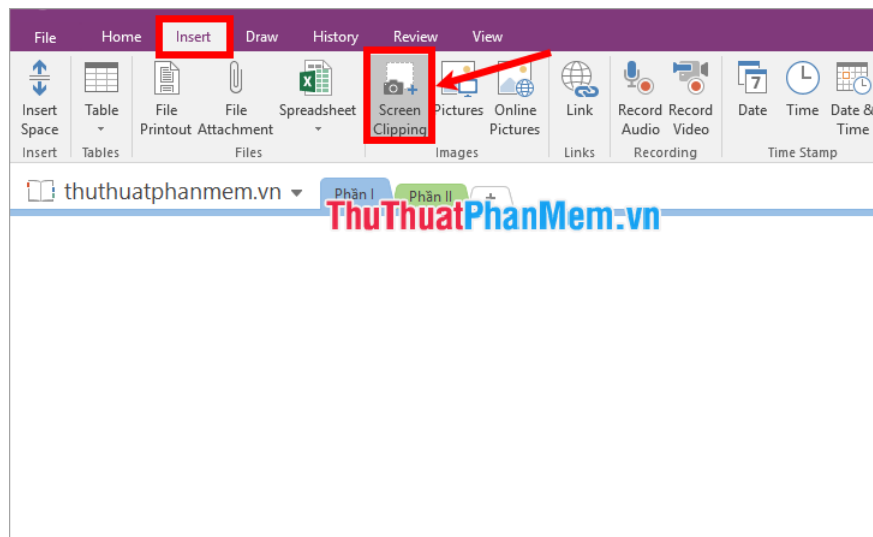 File Home Insert Draw History Review View
Insert Space Table File Printout File Attachment Spreadsheet Screen Clipping Pictures Online Pictures Link Record Audio Record Video Date Time Date & Time
Insert Tables Files Images Links Recording Time Stamp
thuthuatphanmem.vn Phần I Phần II +
ThuThuatPhanMem.vn